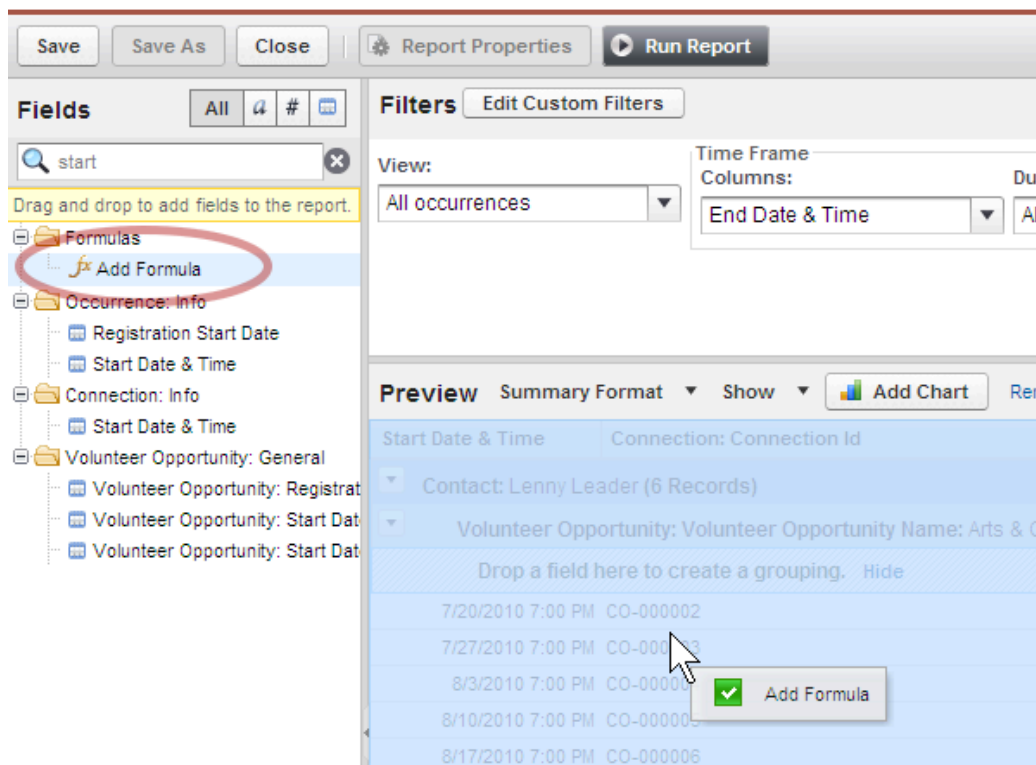 Save Save As Close Report Properties Run Report
Fields All a #
start
Drag and drop to add fields to the report.
Formulas
fx Add Formula
Occurrence: Info
Registration Start Date
Start Date & Time
Connection: Info
Start Date & Time
Volunteer Opportunity: General
Volunteer Opportunity: Registrat
Volunteer Opportunity: Start Dat
Volunteer Opportunity: Start Dat
Filters Edit Custom Filters
View:
All occurrences
Time Frame
Columns: Du
End Date & Time
Preview Summary Format Show Add Chart Rem
Start Date & Time Connection: Connection Id
Contact: Lenny Leader (6 Records)
Volunteer Opportunity: Volunteer Opportunity Name: Arts &
Drop a field here to create a grouping. Hide
7/20/2010 7:00 PM CO-000002
7/27/2010 7:00 PM
8/3/2010 7:00 PM
Add Formula
8/10/2010 7:00 PM
8/17/2010 7:00 PM CO-000006